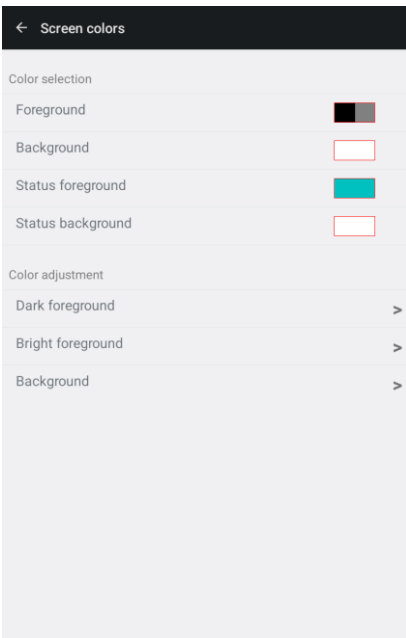 Screen colors
Color selection
Foreground
Background
Status foreground
Status background
Color adjustment
Dark foreground
>
Bright foreground
>
Background
>